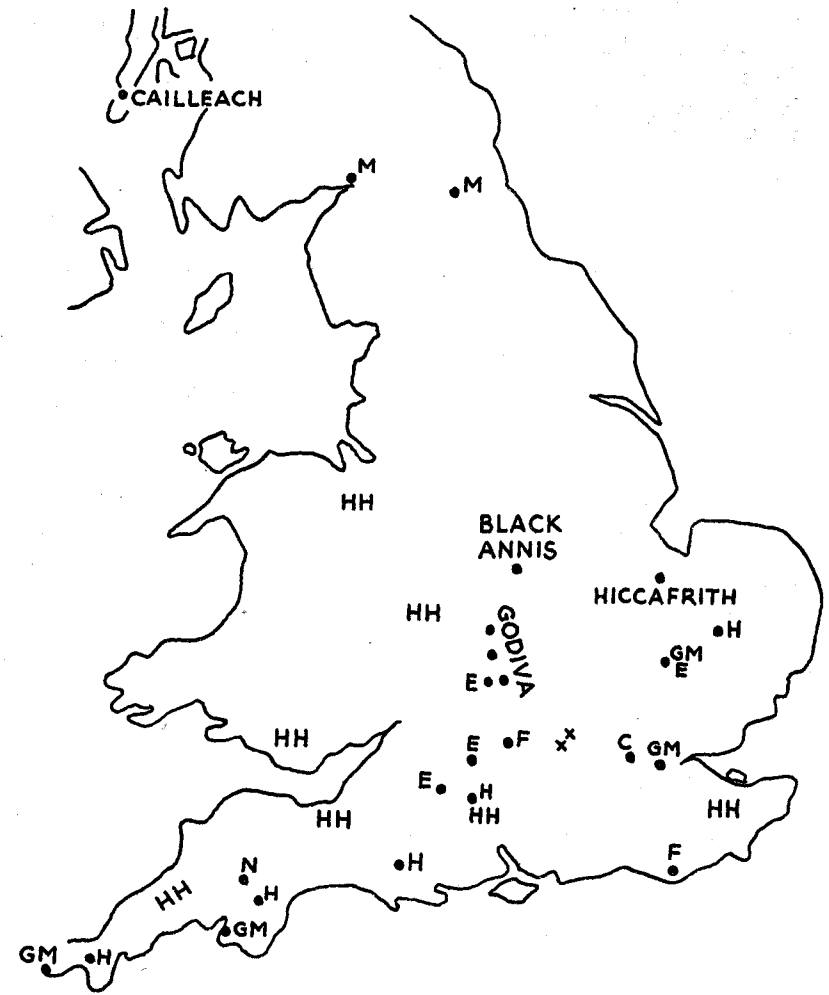 CAILLEACH
M
M
HH
BLACK
ANNIS
HICCAFRITH
HH
GODIVA
H
GM
E
E
HH
F
x x
E
C
GM
E
H
HH
HH
HH
F
H
N
HH
H
GM
GM
H